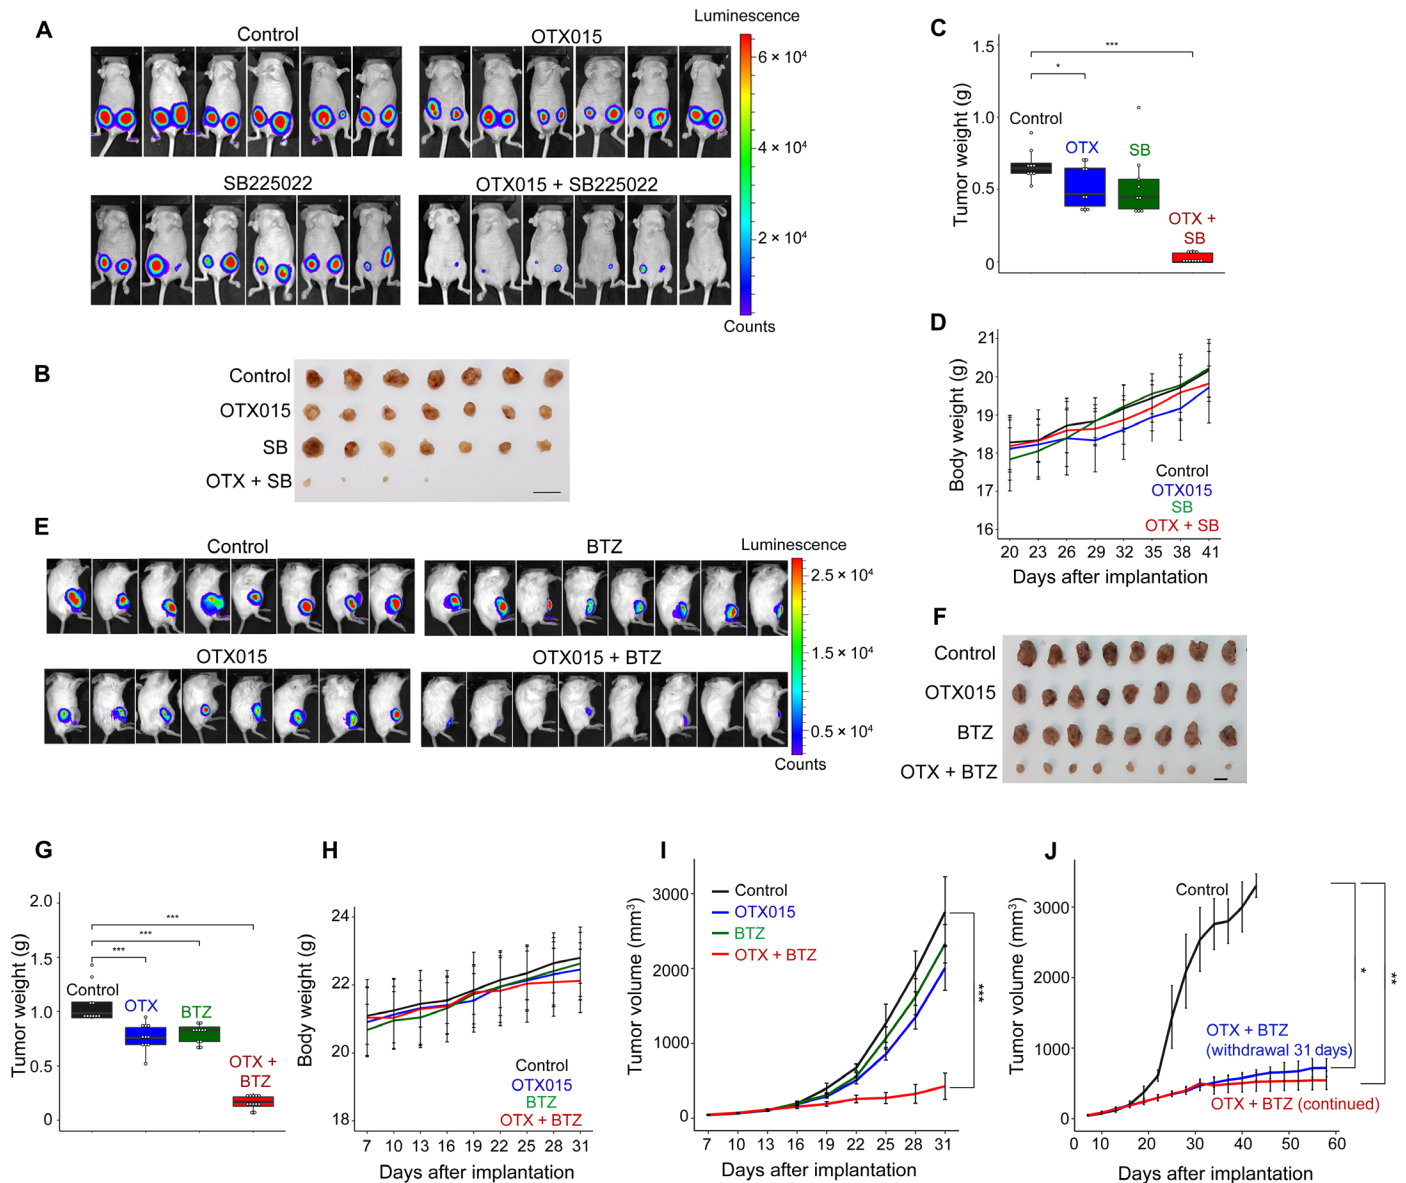 A
Control
OTX015
Luminescence
6 × 10⁴
4 × 10⁴
2 × 10⁴
Counts
SB225022
OTX015 + SB225022
B
Control
OTX015
SB
OTX + SB
C
Tumor weight (g)
1.5
1.0
0.5
0
***
*
Control
OTX
SB
OTX +
SB
D
Body weight (g)
21
20
19
18
17
16
Control
OTX015
SB
OTX + SB
20 23 26 29 32 35 38 41
Days after implantation
E
Control
BTZ
Luminescence
2.5 × 10⁴
1.5 × 10⁴
0.5 × 10⁴
Counts
OTX015
OTX015 + BTZ
F
Control
OTX015
BTZ
OTX + BTZ
G
Tumor weight (g)
2.0
1.5
1.0
0.5
0
***
***
***
Control
OTX
BTZ
OTX +
BTZ
H
Body weight (g)
24
22
20
18
Control
OTX015
BTZ
OTX + BTZ
7 10 13 16 19 22 25 28 31
Days after implantation
I
Tumor volume (mm³)
3000
2000
1000
0
Control
OTX015
BTZ
OTX + BTZ
***
7 10 13 16 19 22 25 28 31
Days after implantation
J
Tumor volume (mm³)
3000
2000
1000
0
Control
OTX + BTZ
(withdrawal 31 days)
OTX + BTZ (continued)
*
**
0 10 20 30 40 50 60
Days after implantation